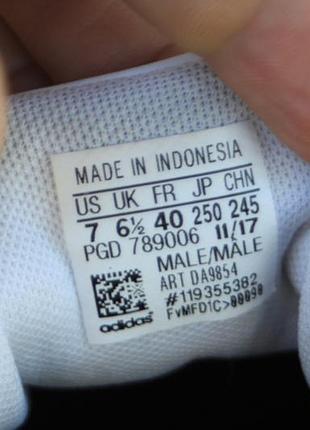 MADE IN INDONESIA
US UK FR JP CHN
7 6½ 40 250 245
PGD 789006 11/17
MALE/MÂLE
ART DA9854
#119355382
FVMFD1C>00090
adidas